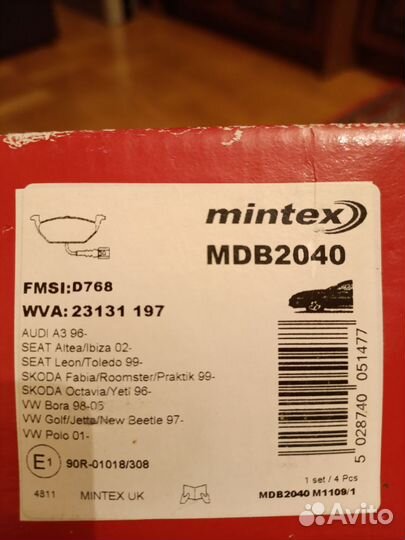 mintex
MDB2040
FMSI:D768
WVA: 23131 197
AUDI A3 96-
SEAT Altea/Ibiza 02-
SEAT Leon/Toledo 99-
SKODA Fabia/Roomster/Praktik 99-
SKODA Octavia/Yeti 96-
VW Bora 98-05
VW Golf/Jetta/New Beetle 97-
VW Polo 01-
5 028740 051477
E1
90R-01018/308
4811
MINTEX UK
1 set / 4 Pcs
MDB2040 M1109/1
Avito